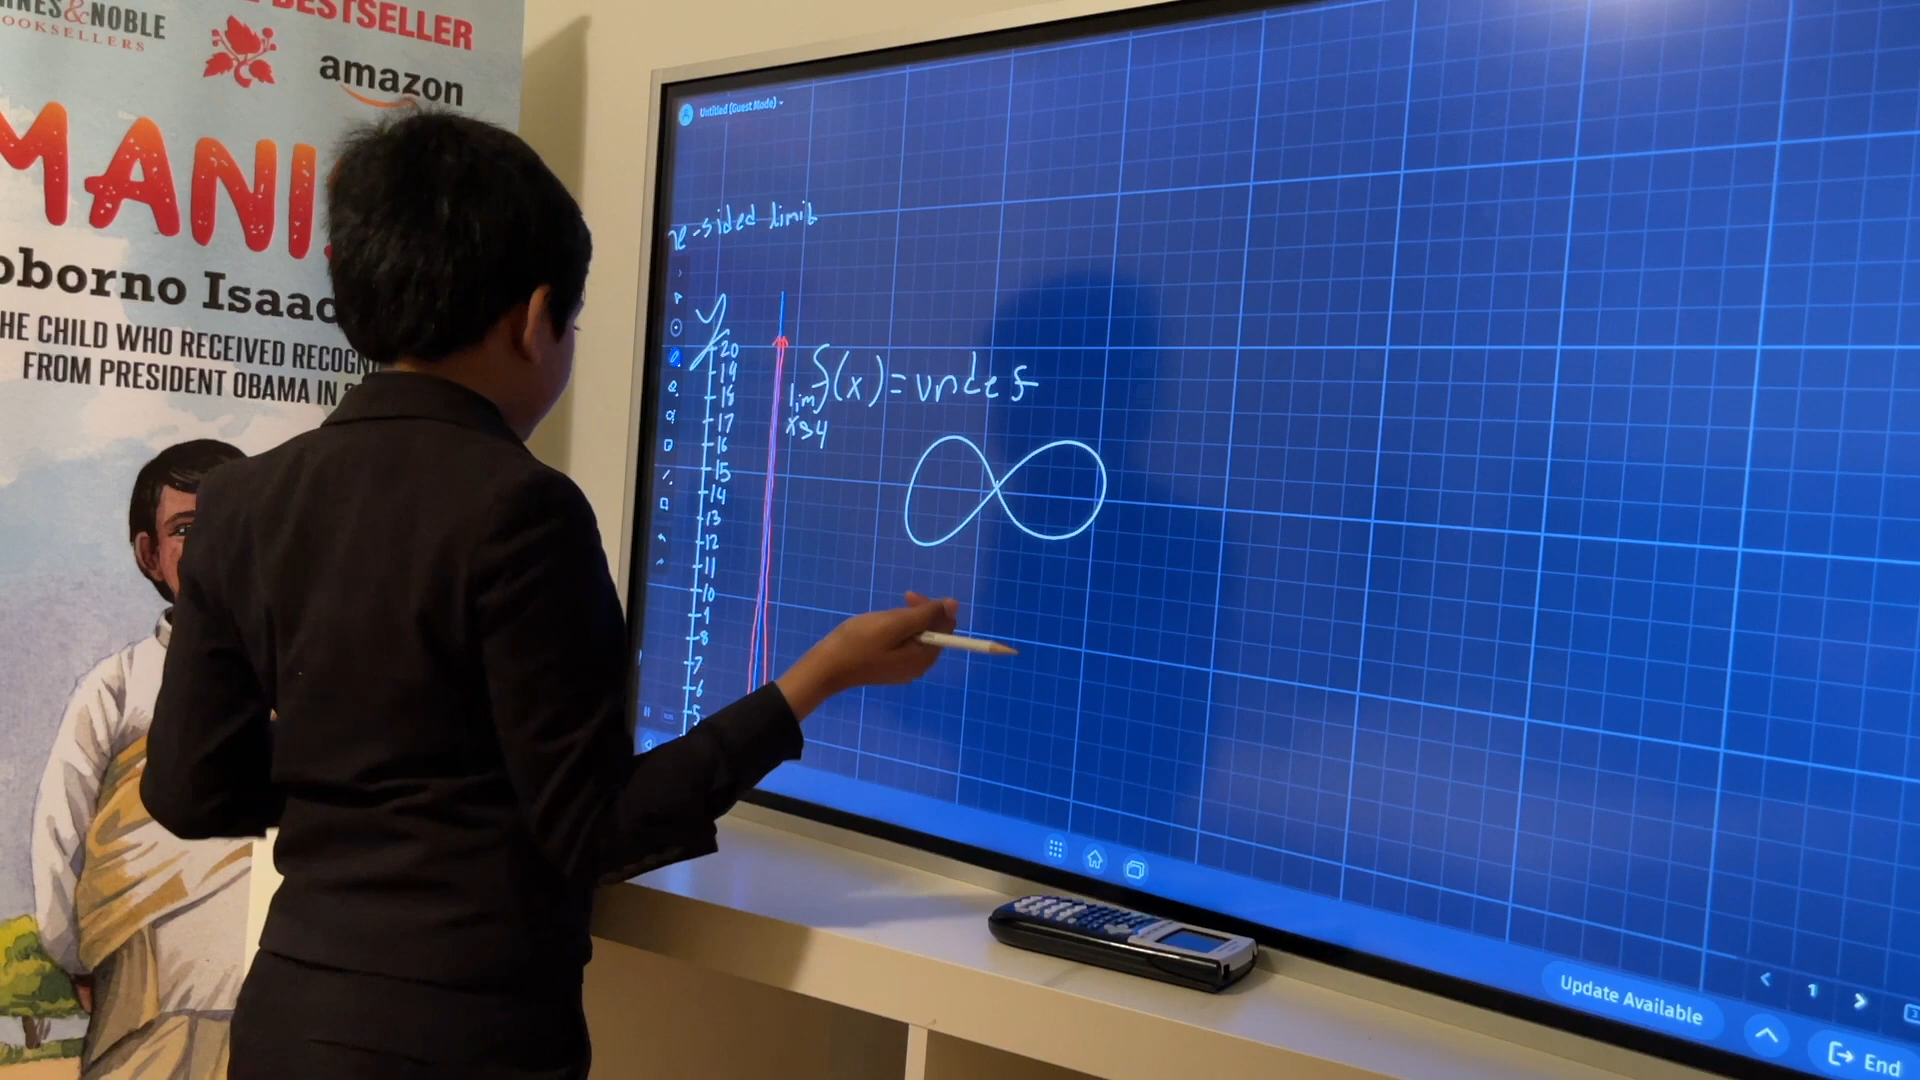 BESTSELLER
&NOBLE
OOKSELLERS
amazon
MANI
oborno Isaac
HE CHILD WHO RECEIVED RECOGN
FROM PRESIDENT OBAMA IN
Untitled (Guest Mode)
-sided limit
y
20
19
18
17
16
15
14
13
12
11
10
9
8
7
6
5
f(x)=undef
lim
x→4
∞
Update Available
< 1 >
End